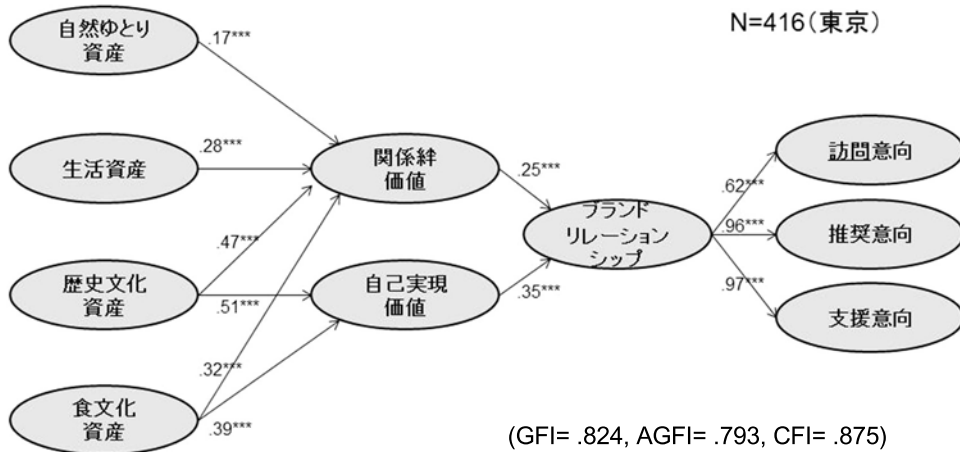 N=416(東京)
自然ゆとり
資産
.17***
生活資産
.28***
関係絆
価値
.25***
訪問意向
.62***
ブランド
リレーション
シップ
.96***
推奨意向
.47***
歴史文化
資産
.51***
自己実現
価値
.35***
.97***
支援意向
.32***
食文化
資産
.39***
(GFI= .824, AGFI= .793, CFI= .875)